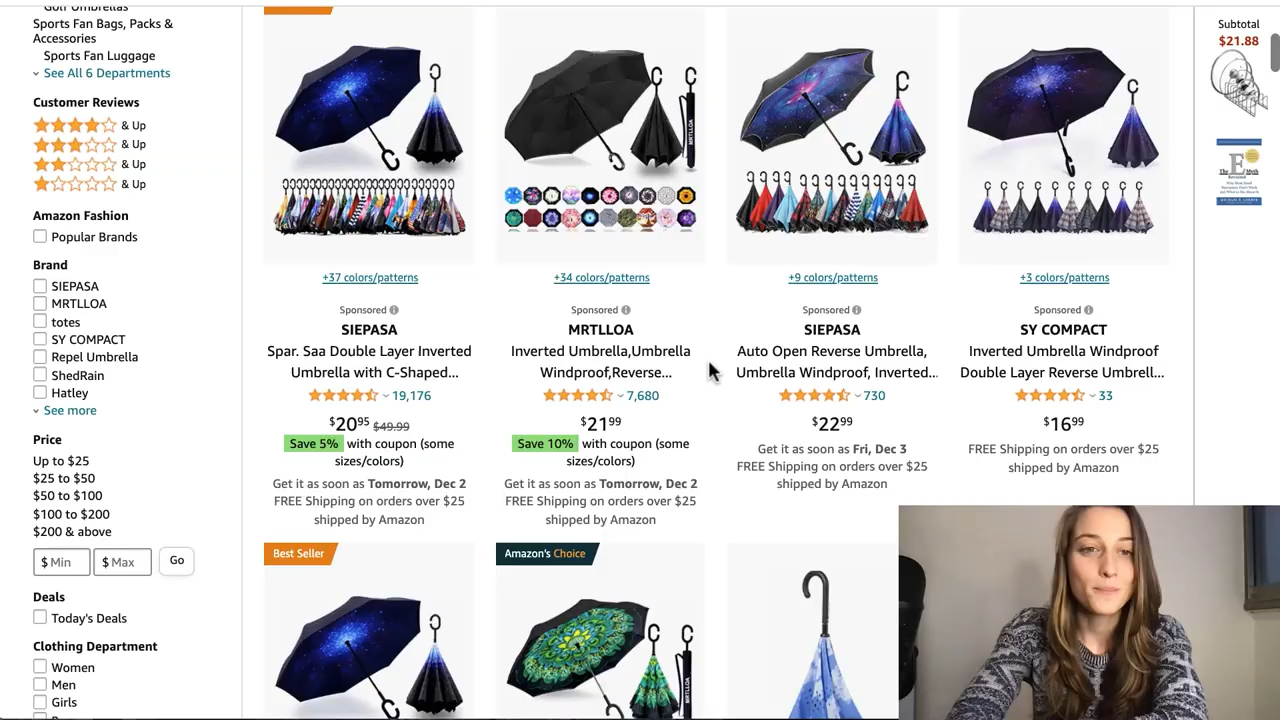 Golf Umbrellas
Sports Fan Bags, Packs &
Accessories
Sports Fan Luggage
See All 6 Departments
Customer Reviews
& Up
& Up
& Up
& Up
Amazon Fashion
Popular Brands
Brand
SIEPASA
MRTLLOA
totes
SY COMPACT
Repel Umbrella
ShedRain
Hatley
See more
Price
Up to $25
$25 to $50
$50 to $100
$100 to $200
$200 & above
$ Min
$ Max
Go
Deals
Today's Deals
Clothing Department
Women
Men
Girls
+37 colors/patterns
Sponsored
SIEPASA
Spar. Saa Double Layer Inverted
Umbrella with C-Shaped...
19,176
$20 95 $49.99
Save 5% with coupon (some
sizes/colors)
Get it as soon as Tomorrow, Dec 2
FREE Shipping on orders over $25
shipped by Amazon
MRTLLOA
+34 colors/patterns
Sponsored
MRTLLOA
Inverted Umbrella,Umbrella
Windproof,Reverse...
7,680
$21 99
Save 10% with coupon (some
sizes/colors)
Get it as soon as Tomorrow, Dec 2
FREE Shipping on orders over $25
shipped by Amazon
+9 colors/patterns
Sponsored
SIEPASA
Auto Open Reverse Umbrella,
Umbrella Windproof, Inverted...
730
$22 99
Get it as soon as Fri, Dec 3
FREE Shipping on orders over $25
shipped by Amazon
+3 colors/patterns
Sponsored
SY COMPACT
Inverted Umbrella Windproof
Double Layer Reverse Umbrell...
33
$16 99
FREE Shipping on orders over $25
shipped by Amazon
Best Seller
Amazon's Choice
MRTLLOA
Subtotal
$21.88
The E Myth